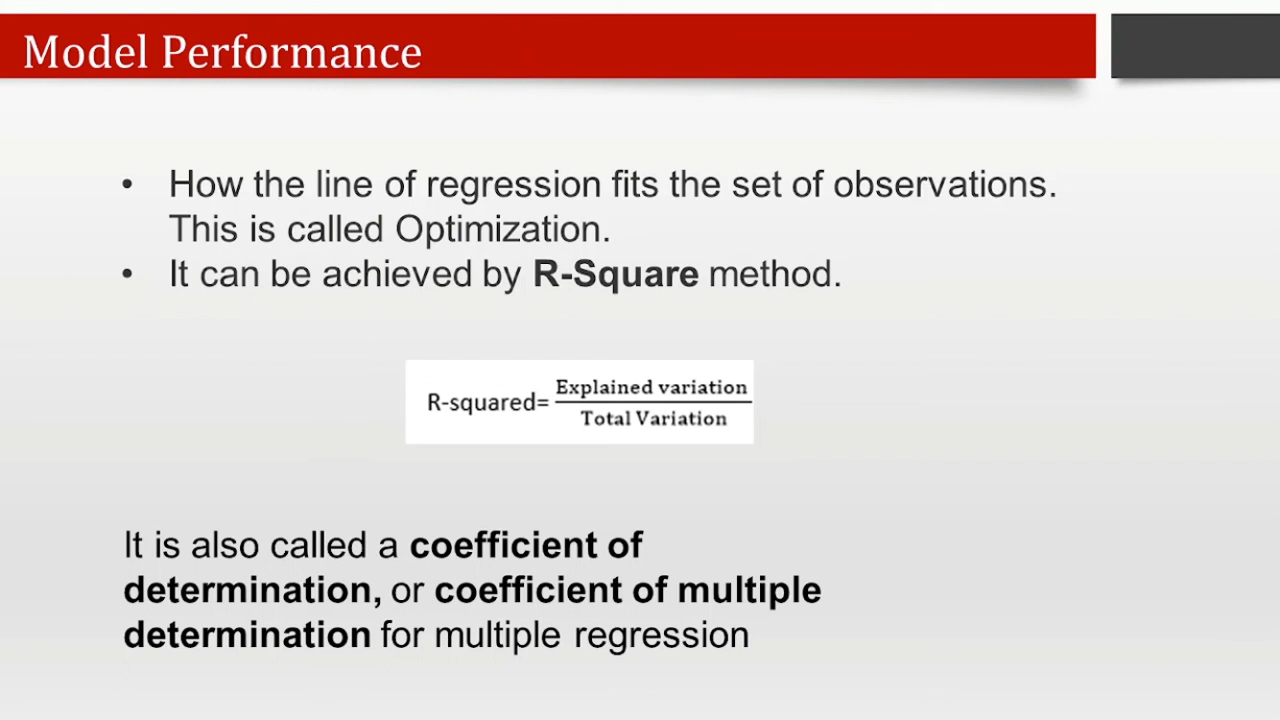 Model Performance
• How the line of regression fits the set of observations.
This is called Optimization.
• It can be achieved by R-Square method.
R-squared= Explained variation
Total Variation
It is also called a coefficient of
determination, or coefficient of multiple
determination for multiple regression